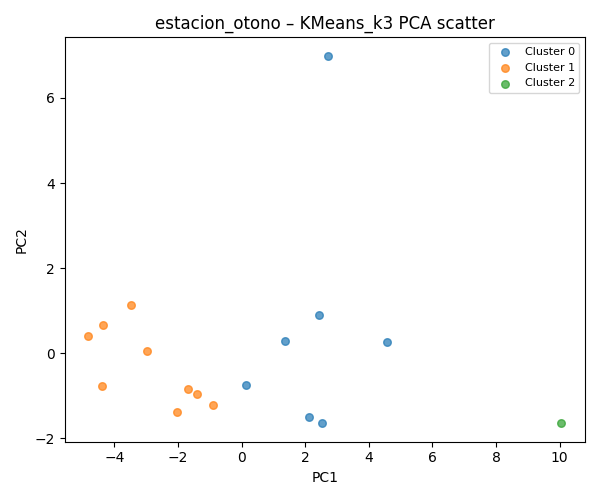 estacion_otono – KMeans_k3 PCA scatter
Cluster 0
Cluster 1
Cluster 2
6
4
2
0
−2
PC2
−4
−2
0
2
4
6
8
10
PC1